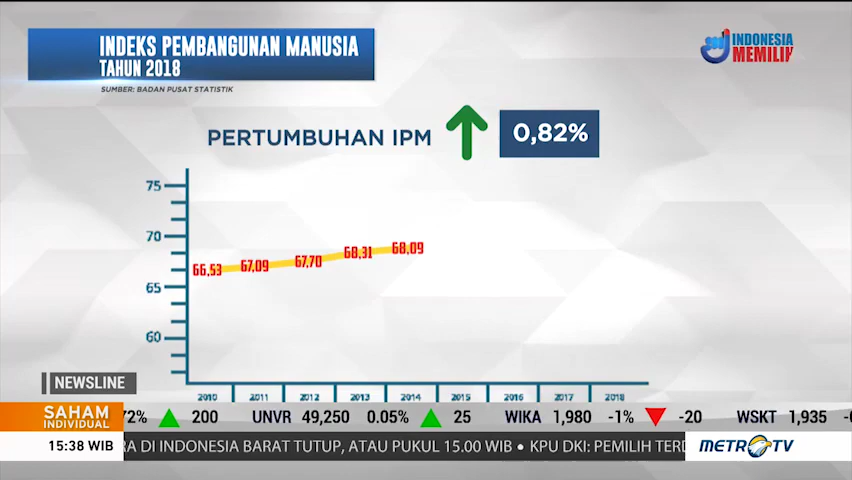 INDEKS PEMBANGUNAN MANUSIA
TAHUN 2018
SUMBER: BADAN PUSAT STATISTIK
INDONESIA
MEMILIH
PERTUMBUHAN IPM
0,82%
75
70
65
60
66,53
67,09
67,70
68,31
68,09
2010 2011 2012 2013 2014 2015 2016 2017 2018
NEWSLINE
SAHAM
INDIVIDUAL
72% 200 UNVR 49,250 0.05% 25 WIKA 1,980 -1% -20 WSKT 1,935
15:38 WIB
RA DI INDONESIA BARAT TUTUP, ATAU PUKUL 15.00 WIB • KPU DKI: PEMILIH TERD
METRO TV